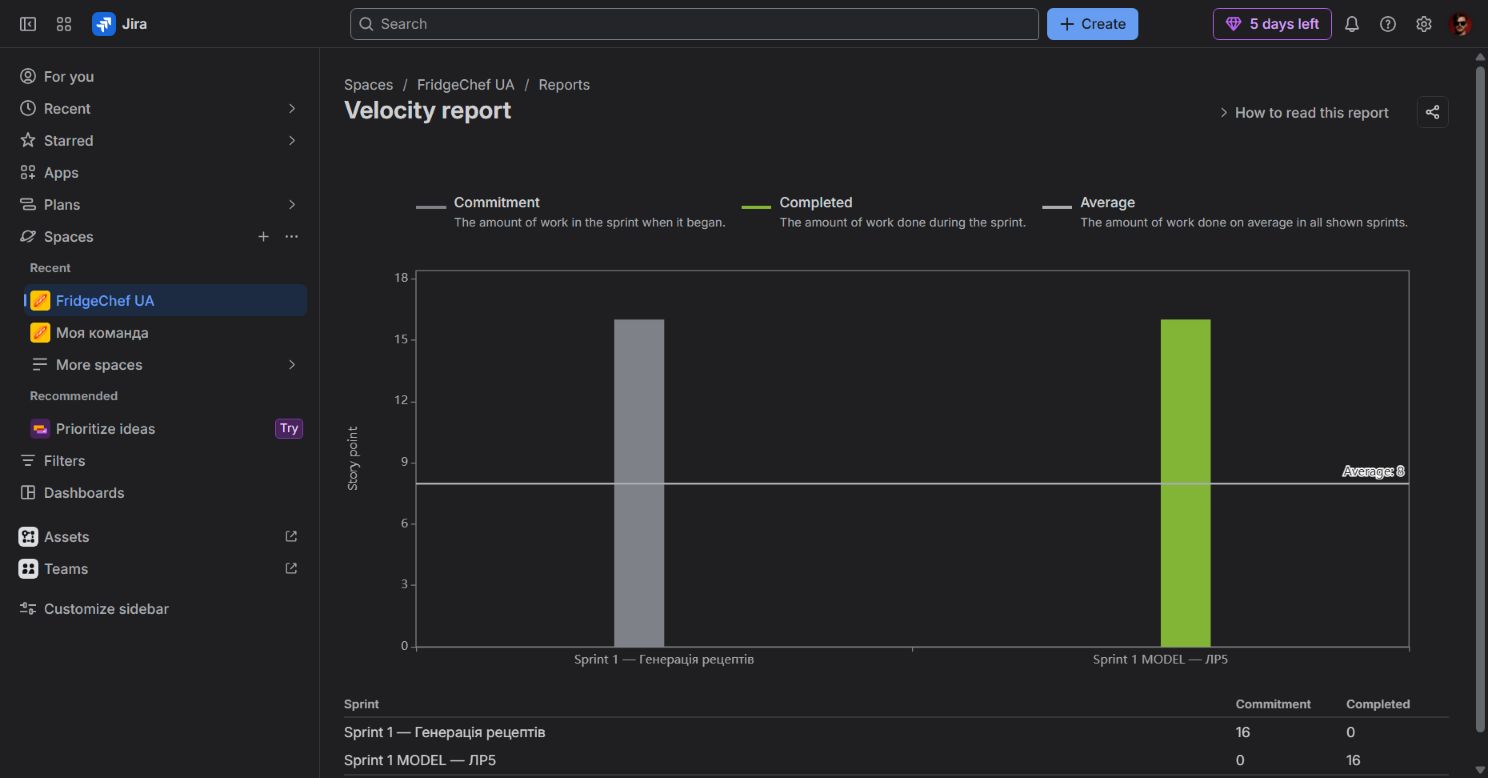 Jira
Search
+ Create
5 days left
For you
Recent
Starred
Apps
Plans
Spaces
Recent
FridgeChef UA
Моя команда
More spaces
Recommended
Prioritize ideas
Try
Filters
Dashboards
Assets
Teams
Customize sidebar
Spaces / FridgeChef UA / Reports
Velocity report
How to read this report
Commitment
The amount of work in the sprint when it began.
Completed
The amount of work done during the sprint.
Average
The amount of work done on average in all shown sprints.
18
15
12
9
6
3
0
Story point
Average: 8
Sprint 1 — Генерація рецептів
Sprint 1 MODEL — ЛР5
Sprint Commitment Completed
Sprint 1 — Генерація рецептів 16 0
Sprint 1 MODEL — ЛР5 0 16